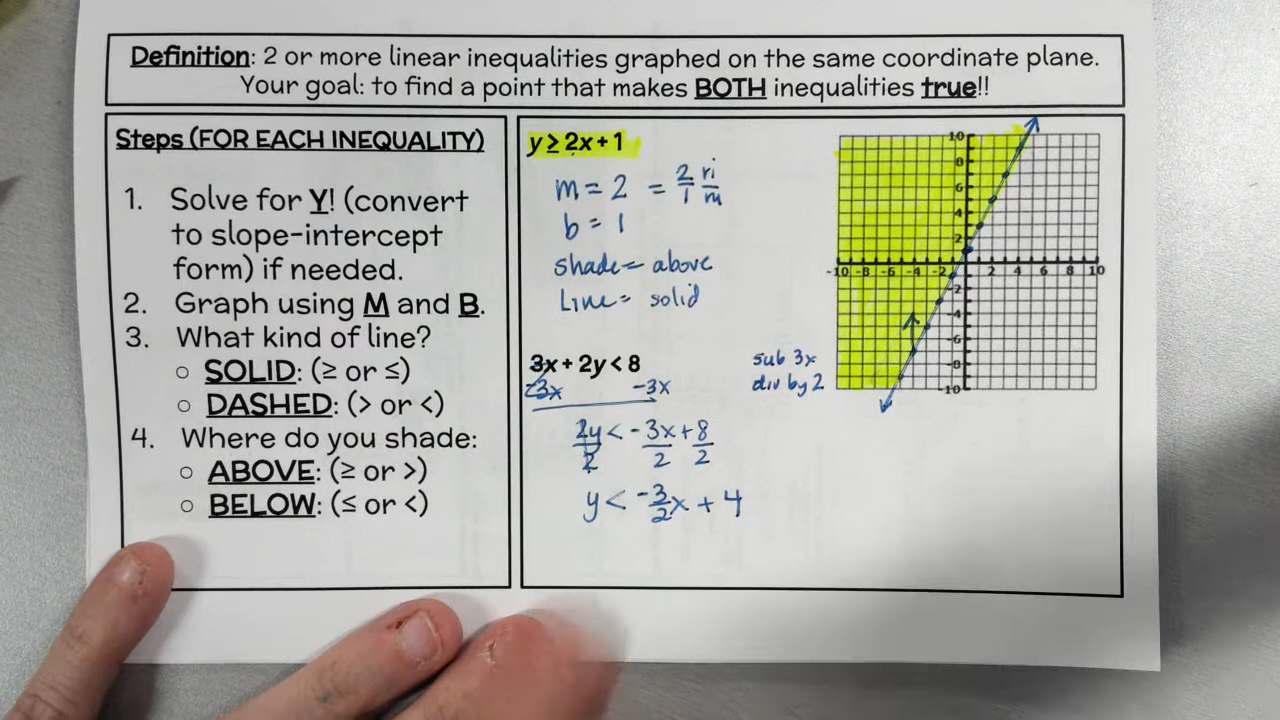 Definition: 2 or more linear inequalities graphed on the same coordinate plane.
Your goal: to find a point that makes BOTH inequalities true!!
Steps (FOR EACH INEQUALITY)
1. Solve for Y! (convert
to slope-intercept
form) if needed.
2. Graph using M and B.
3. What kind of line?
○ SOLID: (≥ or ≤)
○ DASHED: (> or <)
4. Where do you shade:
○ ABOVE: (≥ or >)
○ BELOW: (≤ or <)
y ≥ 2x + 1
m = 2 = 2/1 ri/m
b = 1
shade = above
Line = solid
3x + 2y < 8
-3x -3x
2y < -3x + 8
2 2 2
y < -3/2x + 4
sub 3x
div by 2
10
8
6
4
2
-10 -8 -6 -4 -2 2 4 6 8 10
-2
-4
-6
-8
-10